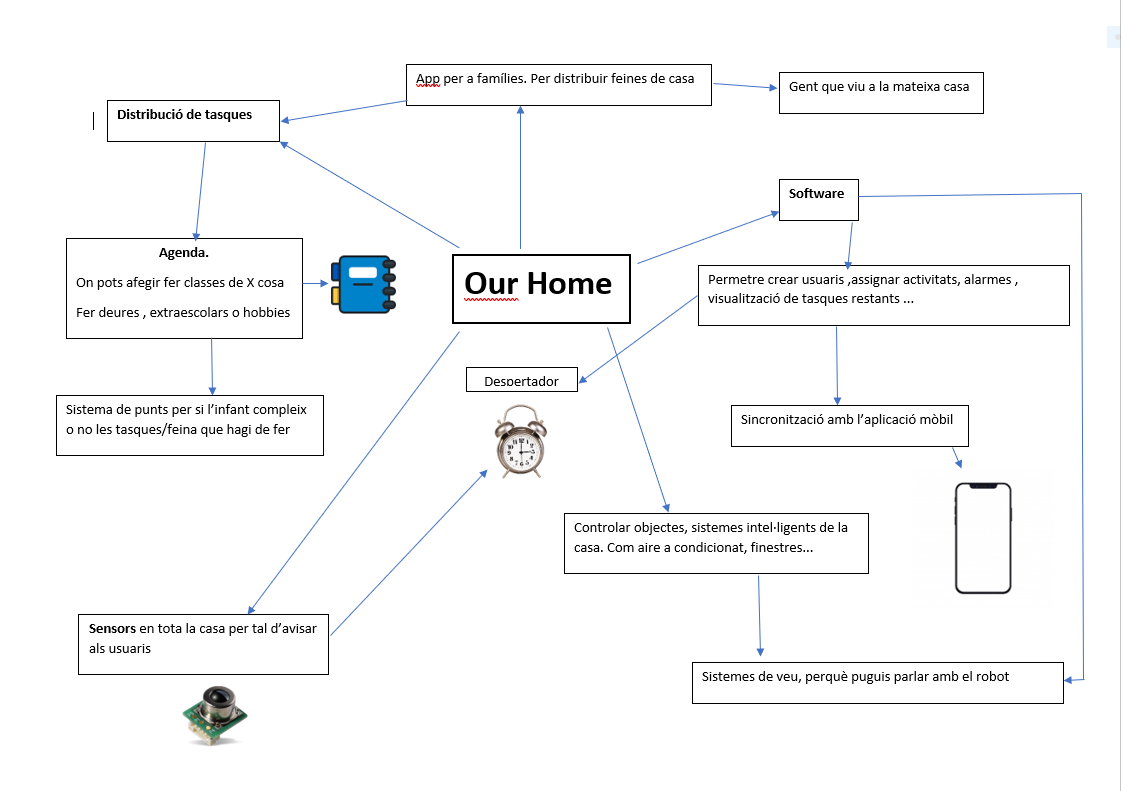 App per a famílies. Per distribuir feines de casa
Gent que viu a la mateixa casa
Distribució de tasques
Software
Agenda.
On pots afegir fer classes de X cosa
Fer deures , extraescolars o hobbies
Our Home
Permetre crear usuaris ,assignar activitats, alarmes ,
visualització de tasques restants ...
Despertador
Sistema de punts per si l’infant compleix
o no les tasques/feina que hagi de fer
Sincronització amb l’aplicació mòbil
Controlar objectes, sistemes intel·ligents de la
casa. Com aire a condicionat, finestres...
Sensors en tota la casa per tal d’avisar
als usuaris
Sistemes de veu, perquè puguis parlar amb el robot